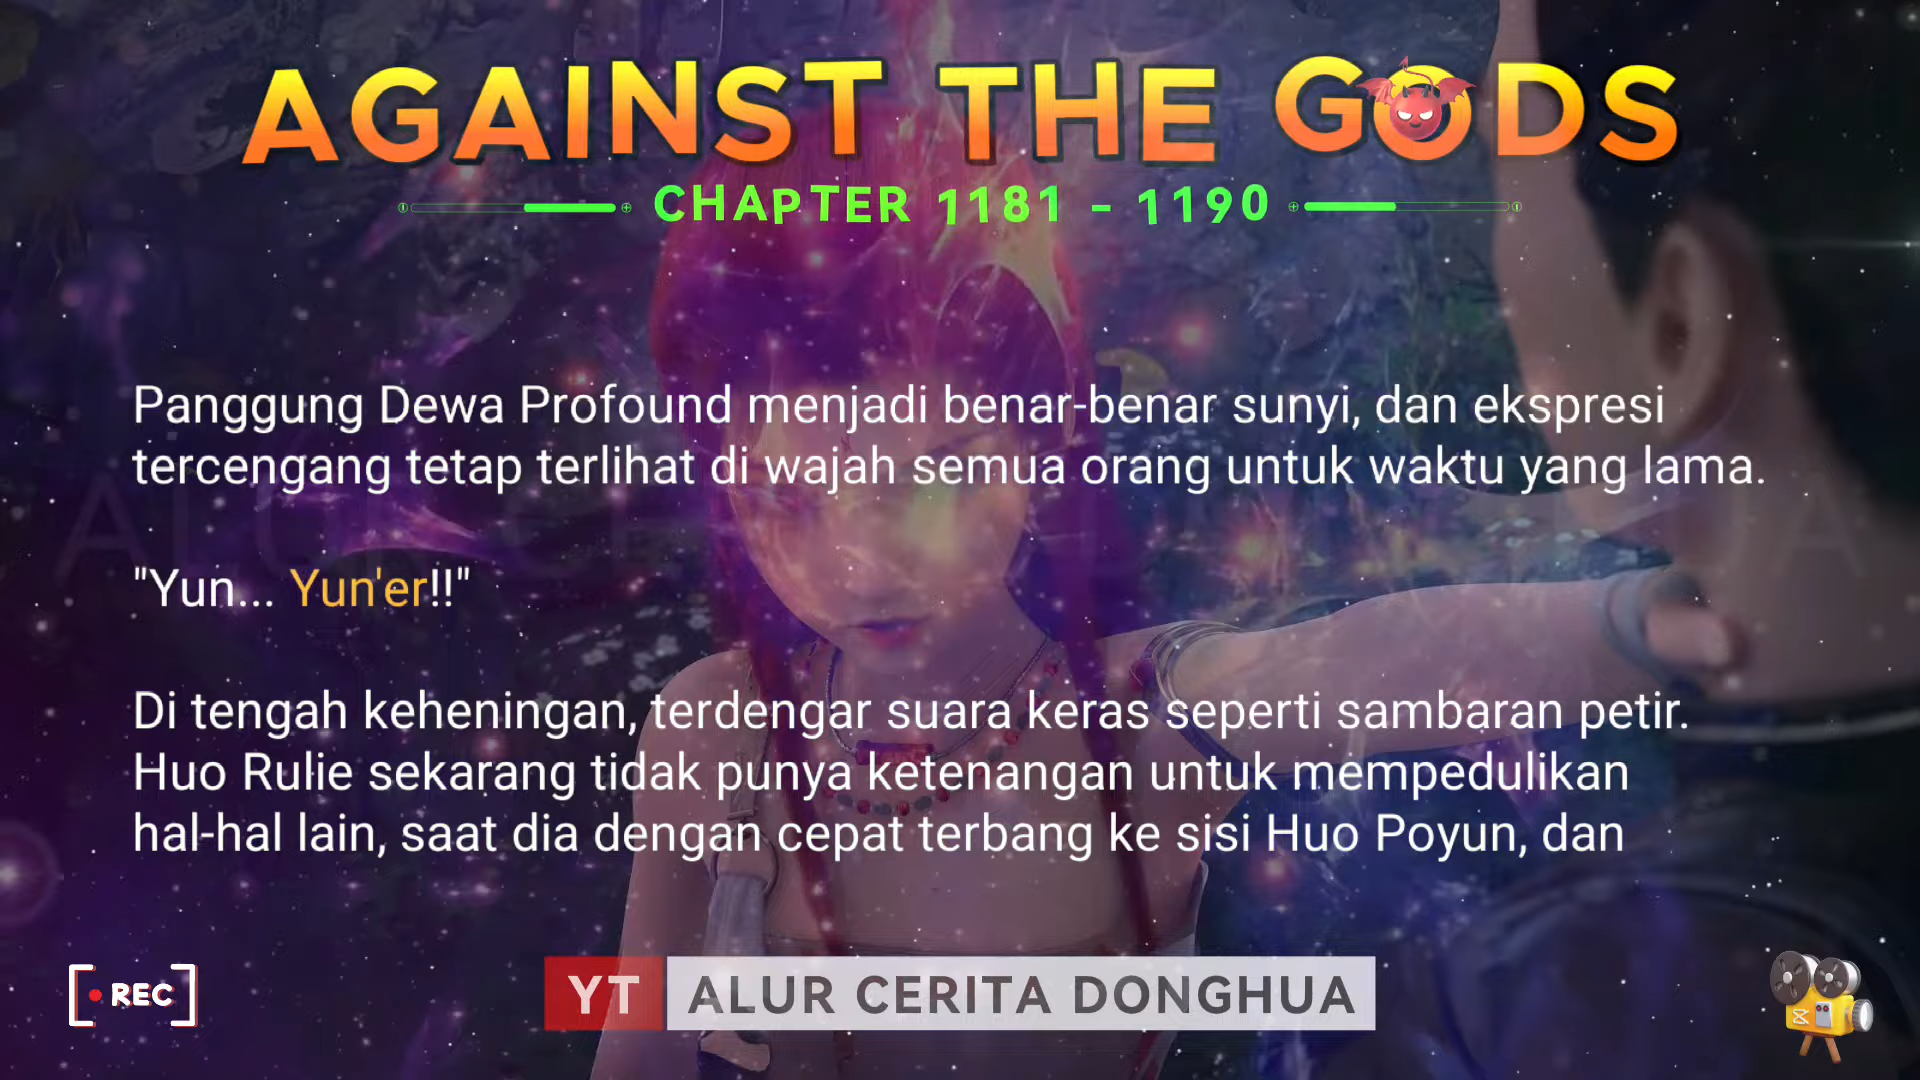 AGAINST THE GODS
CHAPTER 1181 - 1190
Panggung Dewa Profound menjadi benar-benar sunyi, dan ekspresi
tercengang tetap terlihat di wajah semua orang untuk waktu yang lama.
"Yun... Yun'er!!"
Di tengah keheningan, terdengar suara keras seperti sambaran petir.
Huo Rulie sekarang tidak punya ketenangan untuk mempedulikan
hal-hal lain, saat dia dengan cepat terbang ke sisi Huo Poyun, dan
REC
YT ALUR CERITA DONGHUA